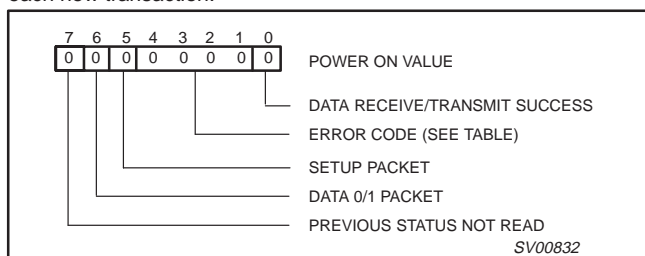 each new transaction.
7 6 5 4 3 2 1 0
0 0 0 0 0 0 0 0 POWER ON VALUE
DATA RECEIVE/TRANSMIT SUCCESS
ERROR CODE (SEE TABLE)
SETUP PACKET
DATA 0/1 PACKET
PREVIOUS STATUS NOT READ
SV00832